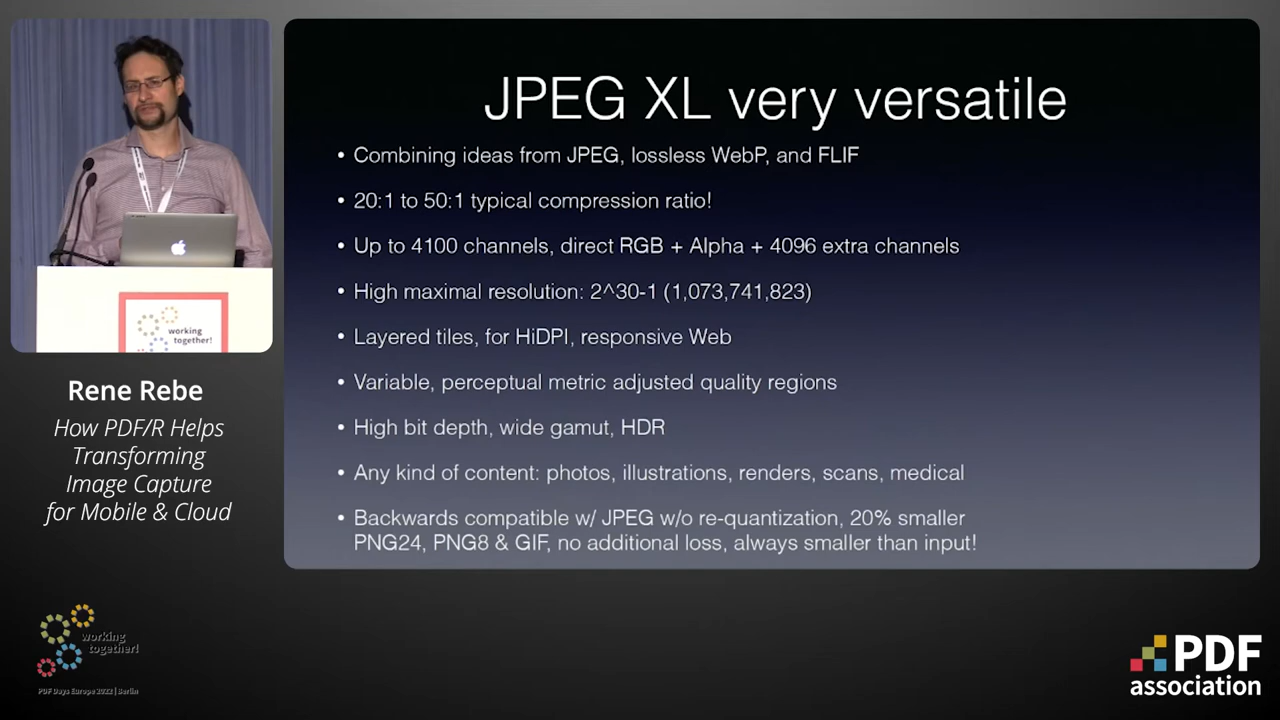 JPEG XL very versatile
• Combining ideas from JPEG, lossless WebP, and FLIF
• 20:1 to 50:1 typical compression ratio!
• Up to 4100 channels, direct RGB + Alpha + 4096 extra channels
• High maximal resolution: 2^30-1 (1,073,741,823)
• Layered tiles, for HiDPI, responsive Web
• Variable, perceptual metric adjusted quality regions
• High bit depth, wide gamut, HDR
• Any kind of content: photos, illustrations, renders, scans, medical
• Backwards compatible w/ JPEG w/o re-quantization, 20% smaller
PNG24, PNG8 & GIF, no additional loss, always smaller than input!
working
together!
Rene Rebe
How PDF/R Helps
Transforming
Image Capture
for Mobile & Cloud
working
together!
PDF Days Europe 2022 | Berlin
PDF
association